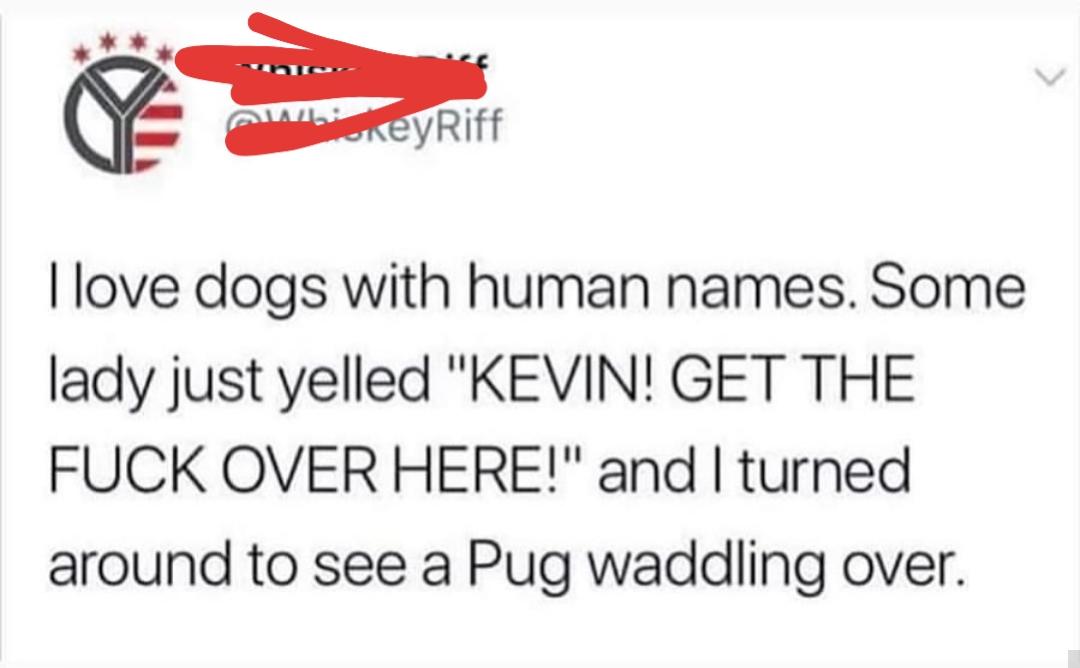 @WhiskeyRiff
I love dogs with human names. Some
lady just yelled "KEVIN! GET THE
FUCK OVER HERE!" and I turned
around to see a Pug waddling over.